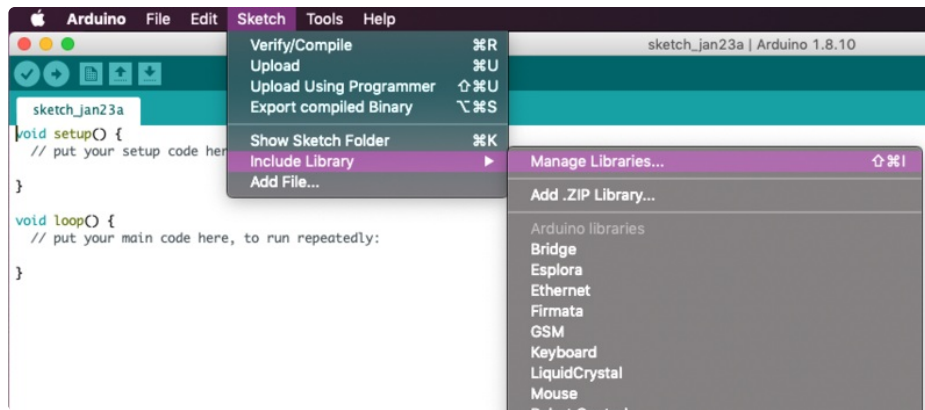 Arduino File Edit Sketch Tools Help
sketch_jan23a | Arduino 1.8.10
sketch_jan23a
void setup() {
// put your setup code her
}
void loop() {
// put your main code here, to run repeatedly:
}
Verify/Compile ⌘R
Upload ⌘U
Upload Using Programmer ⇧⌘U
Export compiled Binary ⌥⌘S
Show Sketch Folder ⌘K
Include Library ▶
Add File...
Manage Libraries... ⇧⌘I
Add .ZIP Library...
Arduino libraries
Bridge
Esplora
Ethernet
Firmata
GSM
Keyboard
LiquidCrystal
Mouse